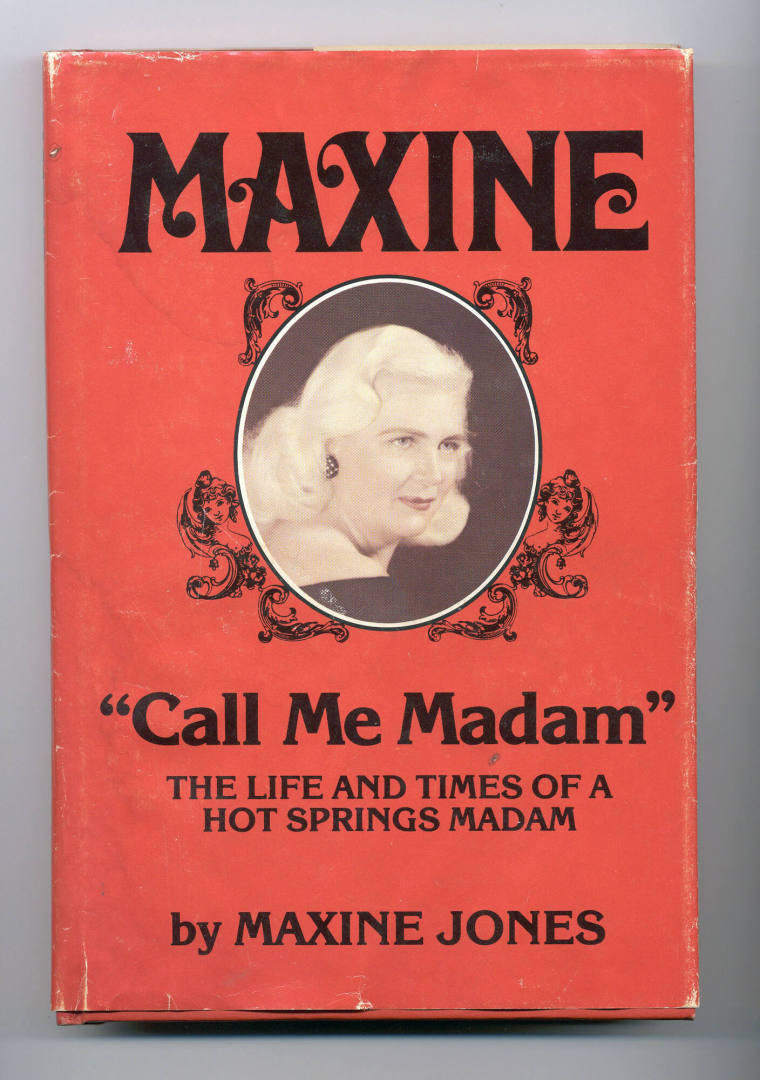 MAXINE
“Call Me Madam”
THE LIFE AND TIMES OF A
HOT SPRINGS MADAM
by MAXINE JONES